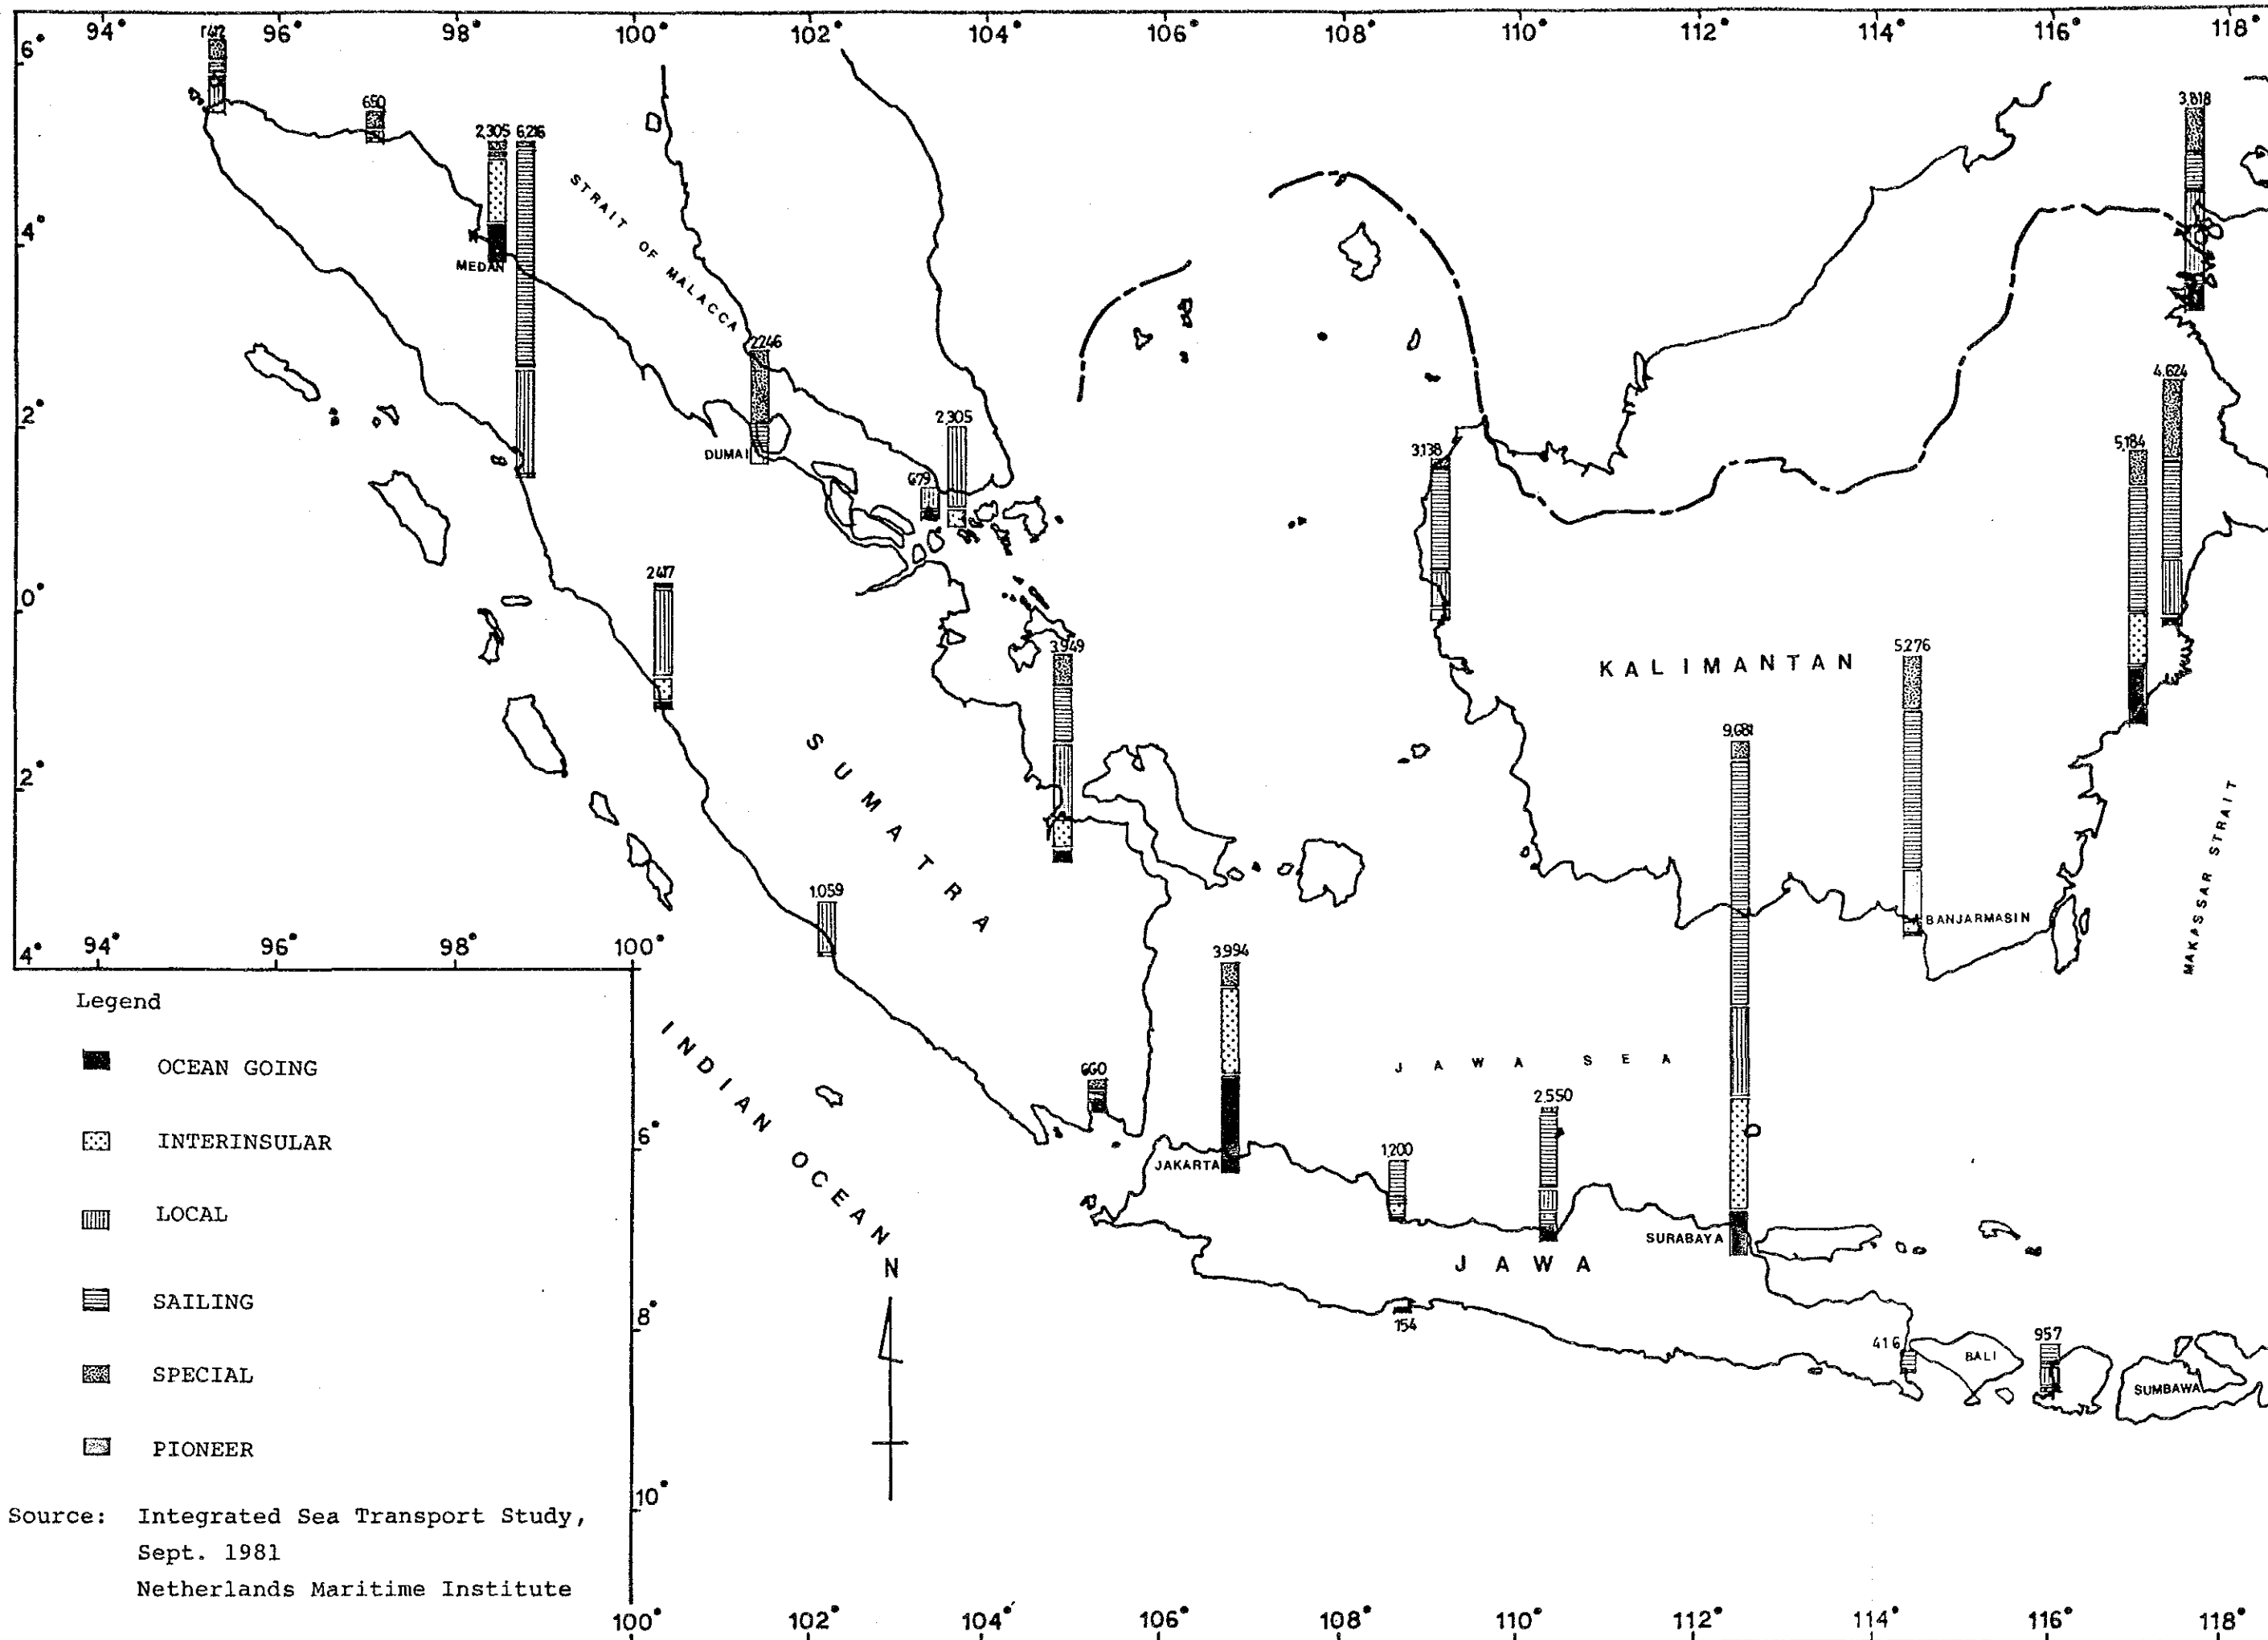 94° 96° 98° 100° 102° 104° 106° 108° 110° 112° 114° 116° 118°
6°
742
650
2,305 6,216
3,818
STRAIT OF MALACCA
4°
MEDAN
2246
4,624
2°
2,305
DUMAI
3,138
5,184
679
2417
0°
3,949
KALIMANTAN
5,276
9,681
SUMATRA
2°
MAKASSAR STRAIT
1,059
BANJARMASIN
4°
94° 96° 98° 100°
3,994
Legend
INDIAN OCEAN
JAWA SEA
OCEAN GOING
660
2,550
INTERINSULAR
6°
JAKARTA
1,200
LOCAL
SURABAYA
JAWA
N
SAILING
8°
154
416
957
BALI
SUMBAWA
SPECIAL
PIONEER
10°
Source: Integrated Sea Transport Study,
Sept. 1981
Netherlands Maritime Institute
100° 102° 104° 106° 108° 110° 112° 114° 116° 118°